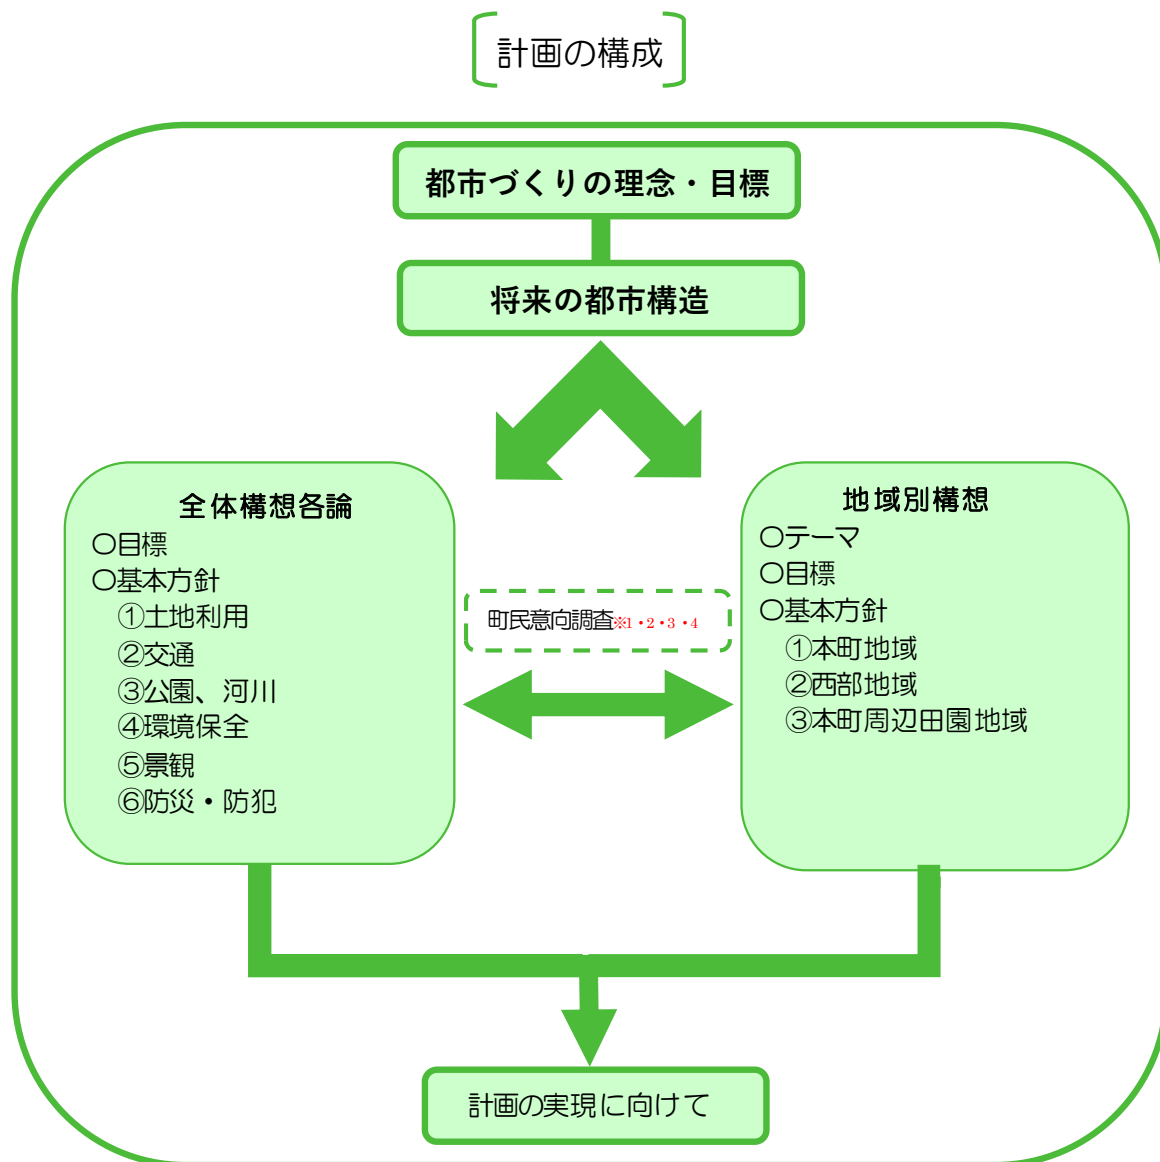 計画の構成
都市づくりの理念・目標
将来の都市構造
全体構想各論
〇目標
〇基本方針
①土地利用
②交通
③公園、河川
④環境保全
⑤景観
⑥防災・防犯
町民意向調査※1・2・3・4
地域別構想
〇テーマ
〇目標
〇基本方針
①本町地域
②西部地域
③本町周辺田園地域
計画の実現に向けて